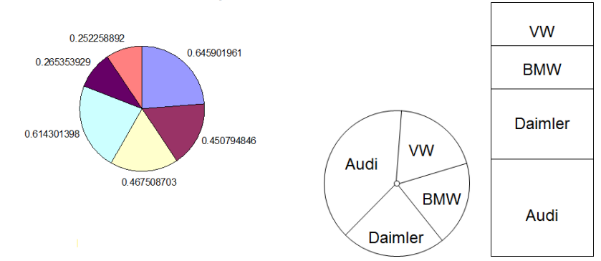 0.252258892
0.645901961
0.265353929
0.614301398
0.450794846
0.467508703
Audi
VW
BMW
Daimler
VW
BMW
Daimler
Audi